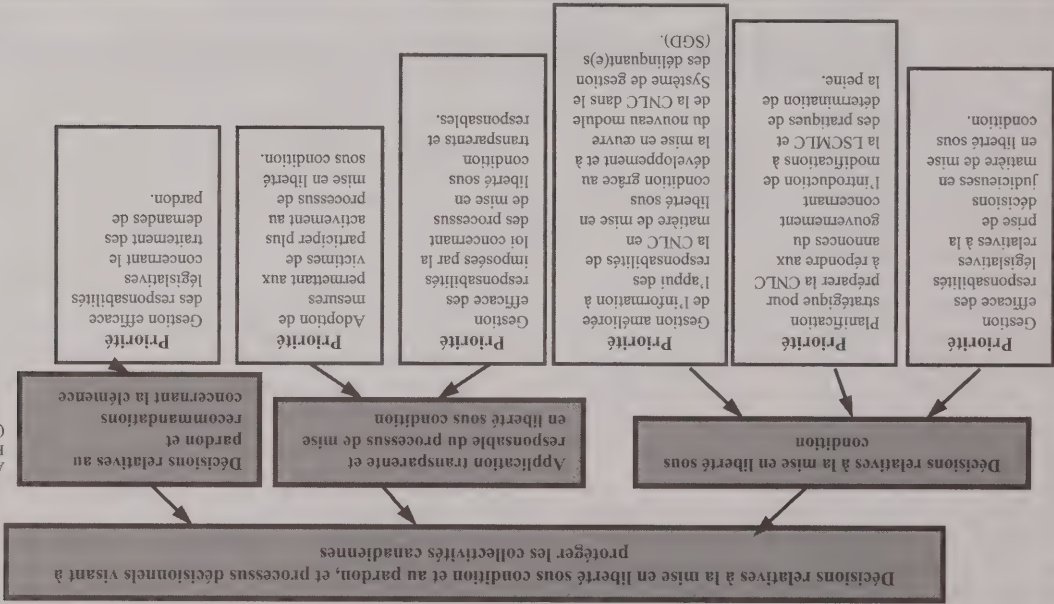 Décisions relatives à la mise en liberté sous condition et au pardon, et processus décisionnels visant à
protéger les collectivités canadiennes
Décisions relatives à la mise en liberté sous
condition
Application transparente et
responsable du processus de mise
en liberté sous condition
Décisions relatives au
pardon et
recommandations
concernant la clémence
Priorité
Gestion
efficace des
responsabilités
législatives
relatives à la
prise de
décisions
judicieuses en
matière de mise
en liberté sous
condition.
Priorité
Planification
stratégique pour
préparer la CNLC
à répondre aux
annonces du
gouvernement
concernant
l'introduction de
modifications à
la LSCMLC et
des pratiques de
détermination de
la peine.
Priorité
Gestion améliorée
de l'information à
l'appui des
responsabilités de
la CNLC en
matière de mise en
liberté sous
condition grâce au
développement et à
la mise en œuvre
du nouveau module
de la CNLC dans le
Système de gestion
des délinquant(e)s
(SGD).
Priorité
Gestion
efficace des
responsabilités
imposées par la
loi concernant
des processus
de mise en
liberté sous
condition
transparents et
responsables.
Priorité
Adoption de
mesures
permettant aux
victimes de
participer plus
activement au
processus de
mise en liberté
sous condition.
Priorité
Gestion efficace
des responsabilités
législatives
concernant le
traitement des
demandes de
pardon.